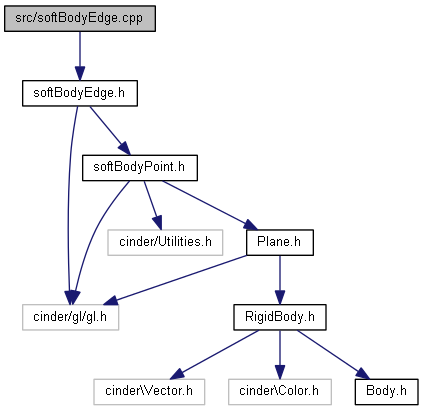 src/softBodyEdge.cpp
softBodyEdge.h
softBodyPoint.h
cinder/Utilities.h
Plane.h
cinder/gl/gl.h
RigidBody.h
cinder\Vector.h
cinder\Color.h
Body.h